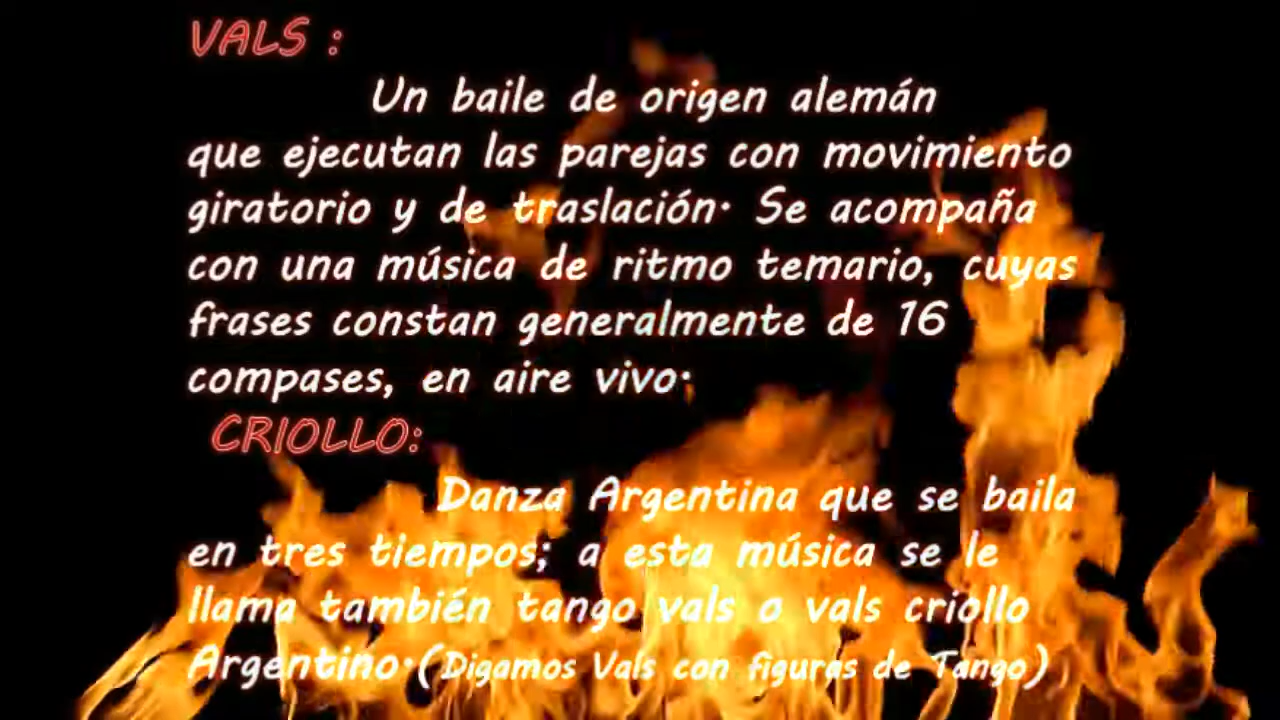 VALS :
Un baile de origen alemán
que ejecutan las parejas con movimiento
giratorio y de traslación. Se acompaña
con una música de ritmo temario, cuyas
frases constan generalmente de 16
compases, en aire vivo.
CRIOLLO:
Danza Argentina que se baila
en tres tiempos; a esta música se le
llama también tango vals o vals criollo
Argentino.(Digamos Vals con figuras de Tango)